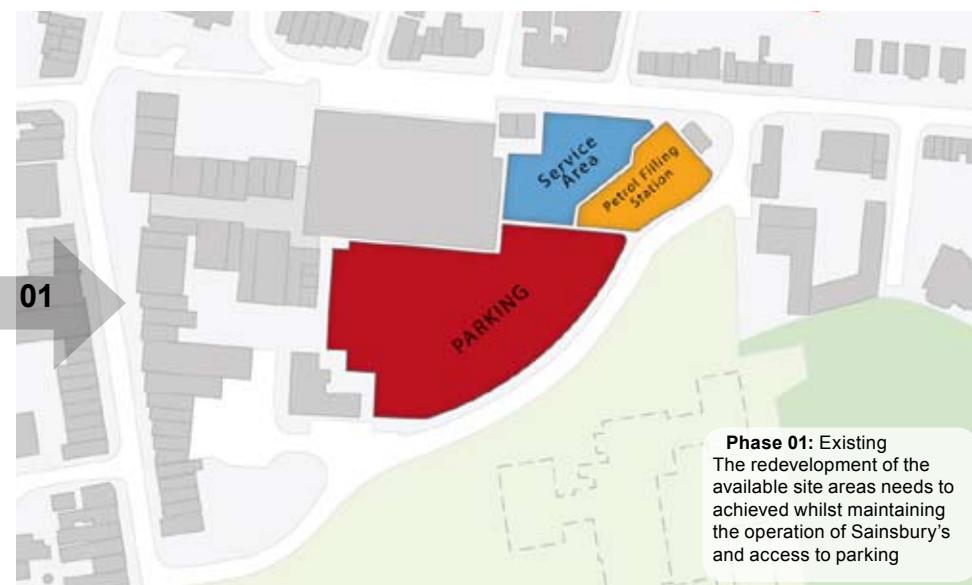 Service
Area
Petrol Filling
Station
01
PARKING
Phase 01: Existing
The redevelopment of the
available site areas needs to
achieved whilst maintaining
the operation of Sainsbury's
and access to parking